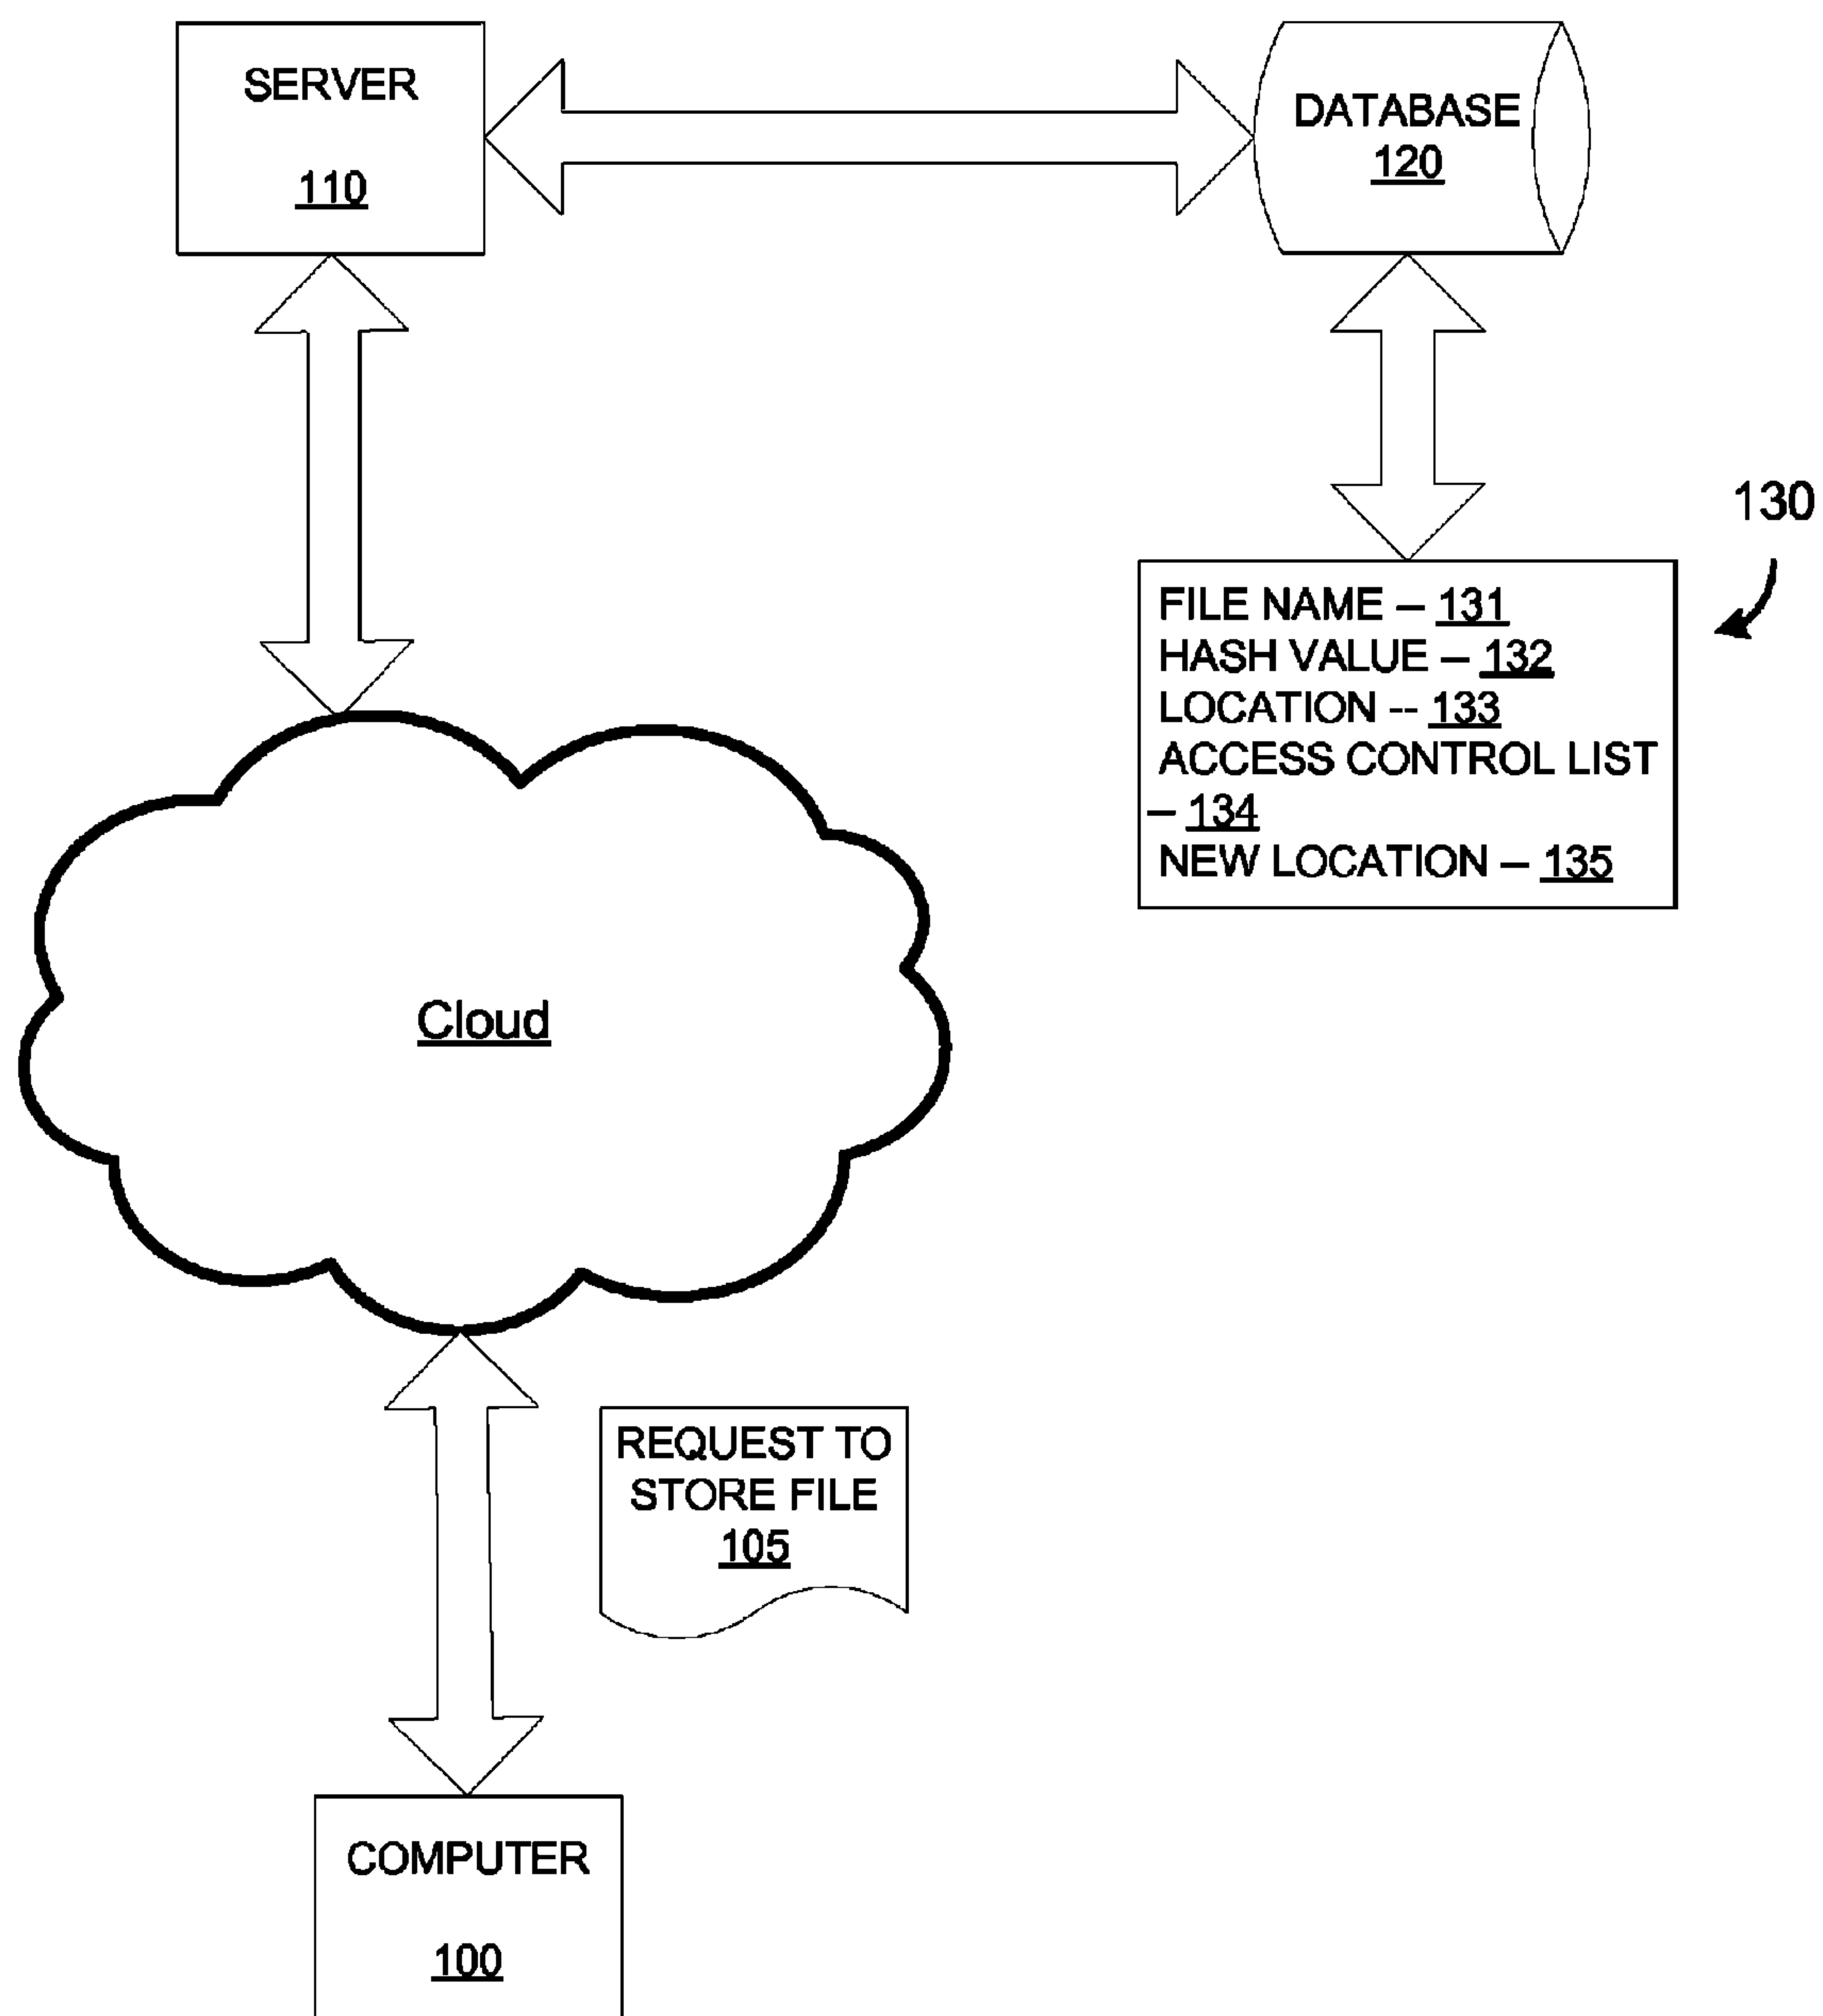 SERVER
110
DATABASE
120
130
FILE NAME – 131
HASH VALUE – 132
LOCATION -- 133
ACCESS CONTROL LIST
– 134
NEW LOCATION – 135
Cloud
REQUEST TO
STORE FILE
105
COMPUTER
100